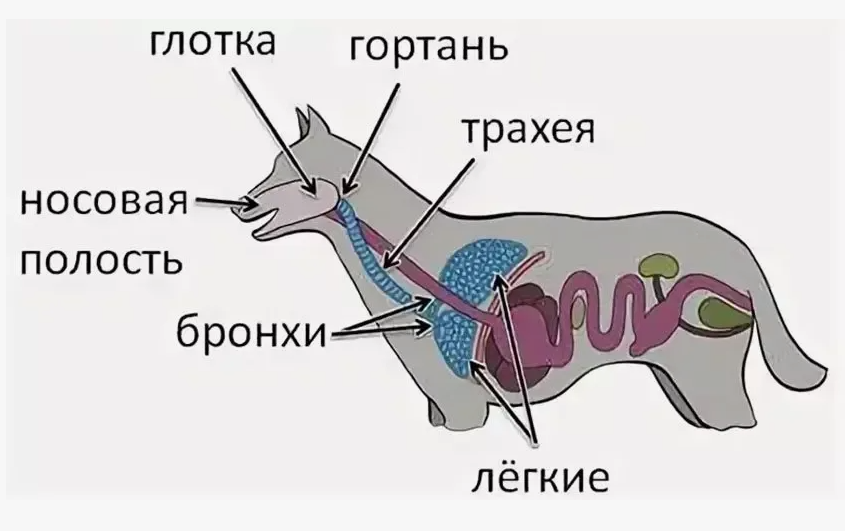 глотка
гортань
трахея
носовая
полость
бронхи
лёгкие